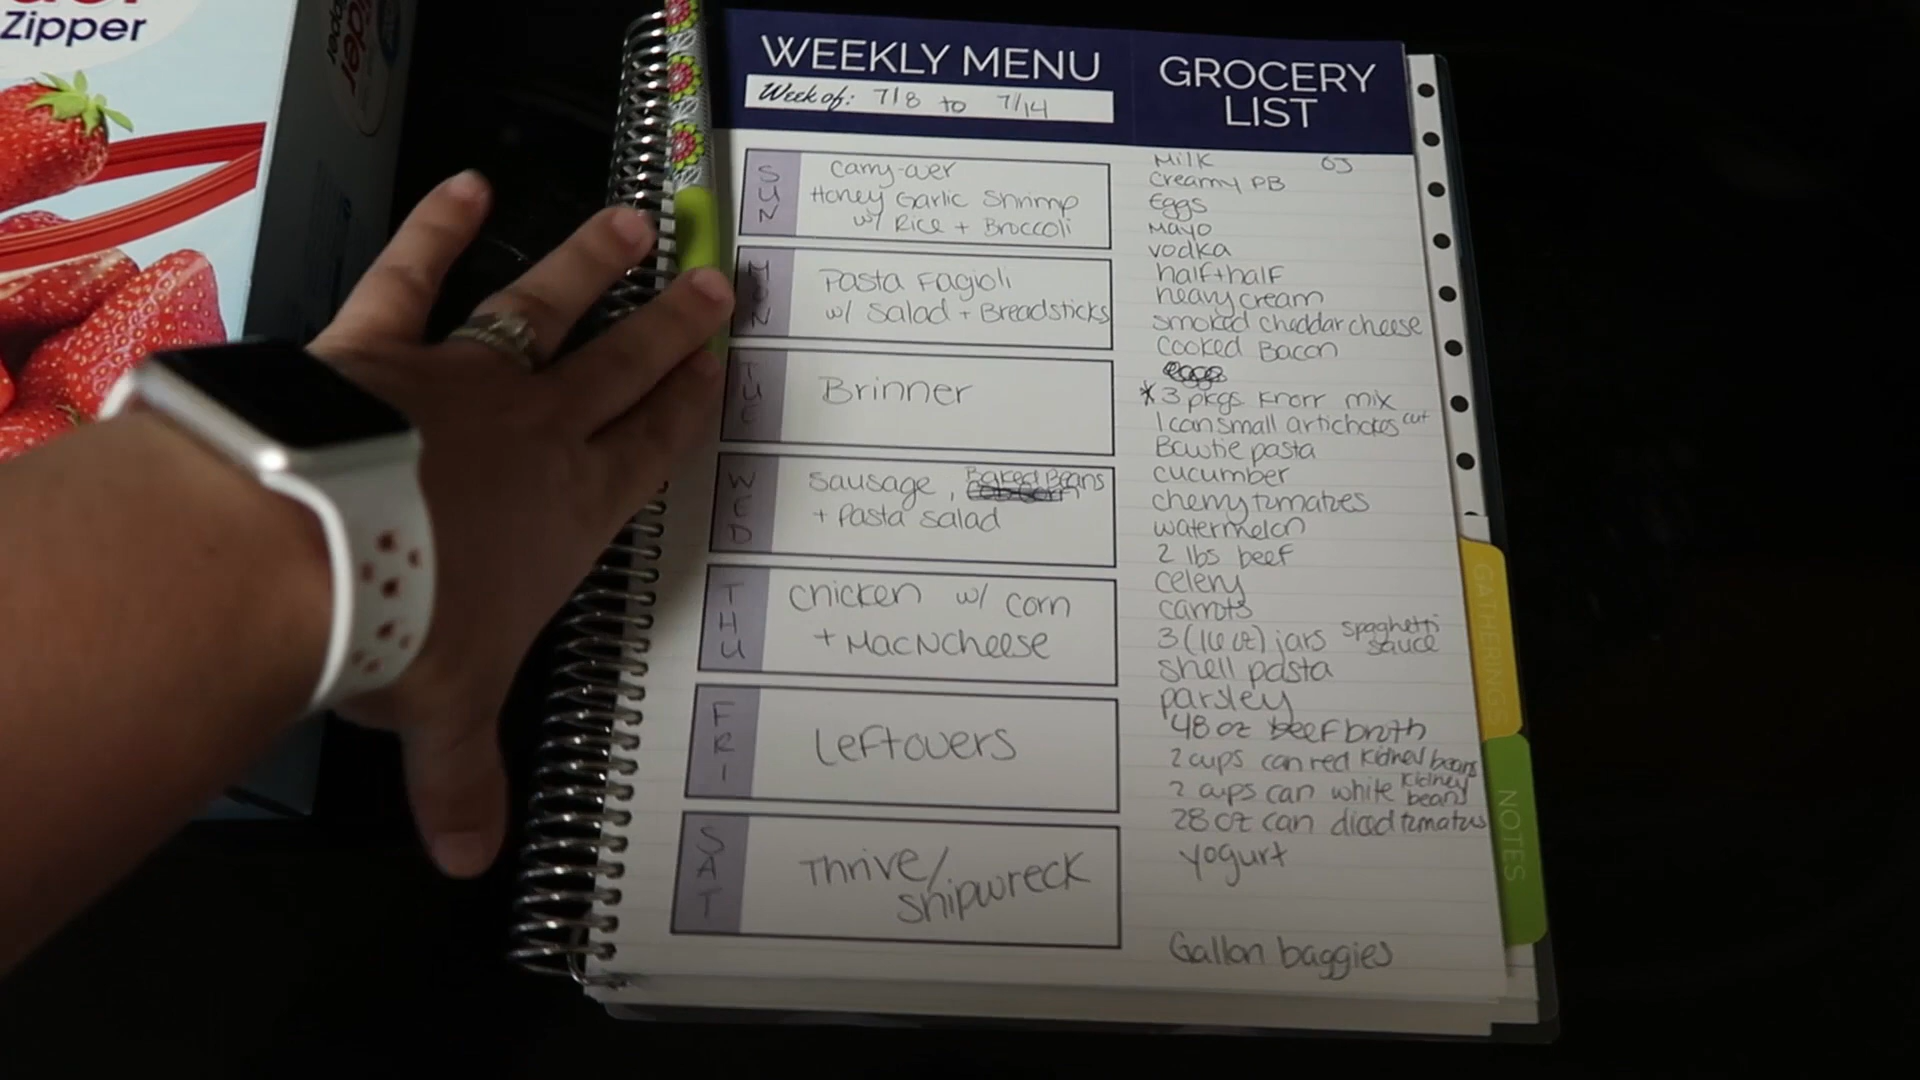 Zipper
WEEKLY MENU
Week of: 7/8 to 7/14
SUN
Carry-over
Honey Garlic Shrimp
w/ Rice + Broccoli
MON
Pasta Fagioli
w/ Salad + Breadsticks
TUE
Brinner
WED
Sausage, Baked Beans
+ Pasta Salad
THU
Chicken w/ Corn
+ MacNCheese
FRI
Leftovers
SAT
Thrive/
Shipwreck
GROCERY
LIST
Milk OJ
Creamy PB
Eggs
Mayo
vodka
half+half
heavy cream
smoked cheddar cheese
Cooked Bacon
*3 pkgs Knorr mix
1 can small artichokes cut
Bowtie pasta
cucumber
cherry tomatoes
watermelon
2 lbs beef
celery
carrots
3 (16 oz) jars spaghetti sauce
shell pasta
parsley
48 oz beef broth
2 cups can red kidney beans
2 cups can white kidney beans
28 oz can diced tomatoes
yogurt
Gallon baggies
GATHERINGS
NOTES